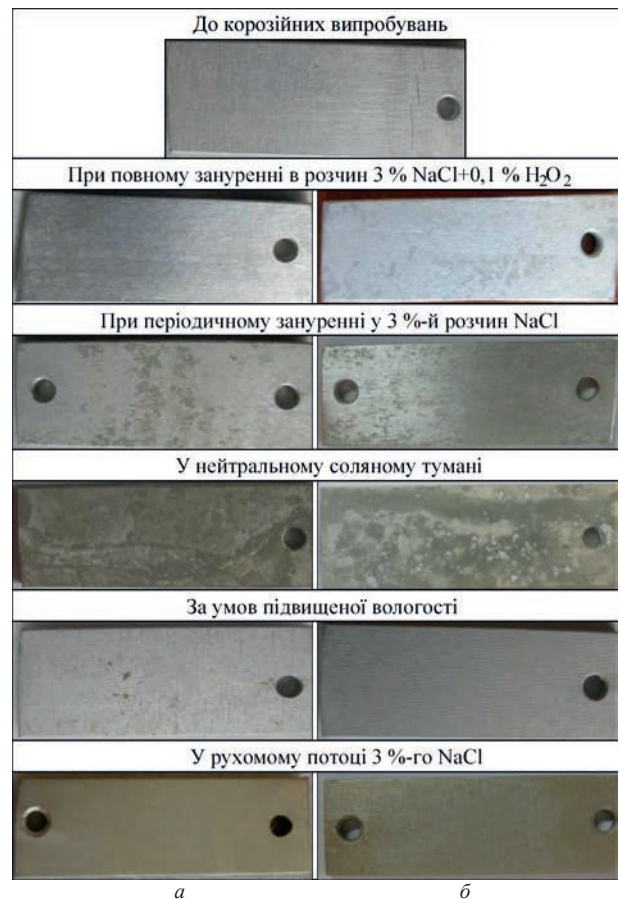 До корозійних випробувань
При повному зануренні в розчин 3 % NaCl+0,1 % H₂O₂
При періодичному зануренні у 3 %-й розчин NaCl
У нейтральному соляному тумані
За умов підвищеної вологості
У рухомому потоці 3 %-го NaCl
а б